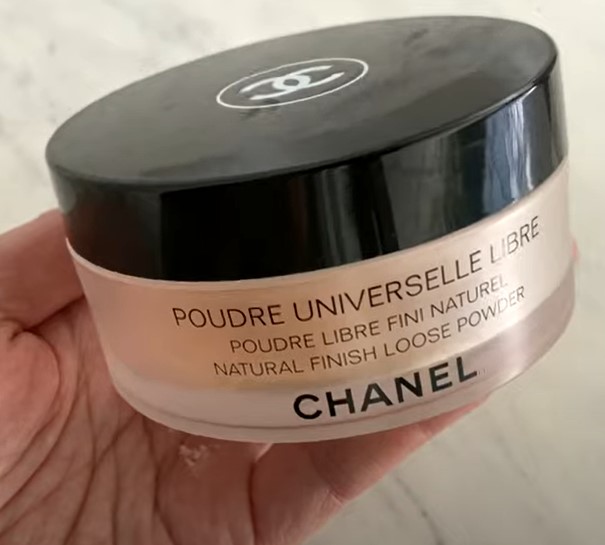 POUDRE UNIVERSELLE LIBRE
POUDRE LIBRE FINI NATUREL
NATURAL FINISH LOOSE POWDER
CHANEL